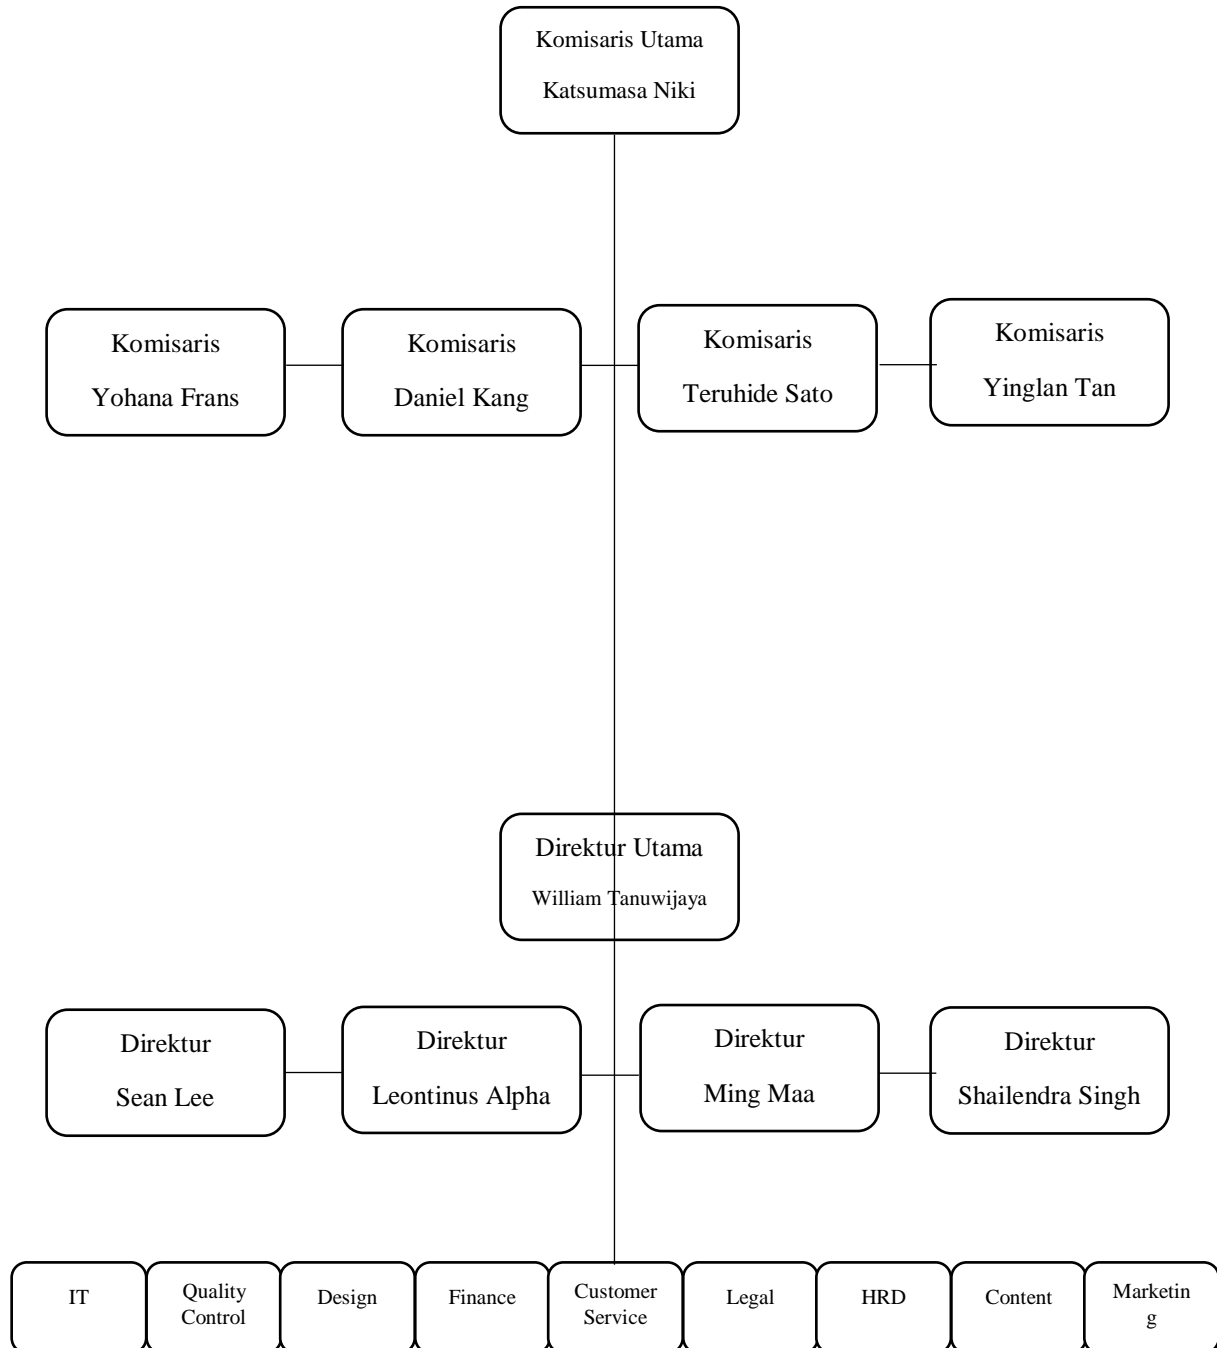 Komisaris Utama
Katsumasa Niki
Komisaris
Yohana Frans
Komisaris
Daniel Kang
Komisaris
Teruhide Sato
Komisaris
Yinglan Tan
Direktur Utama
William Tanuwijaya
Direktur
Sean Lee
Direktur
Leontinus Alpha
Direktur
Ming Maa
Direktur
Shailendra Singh
IT
Quality
Control
Design
Finance
Customer
Service
Legal
HRD
Content
Marketin
g